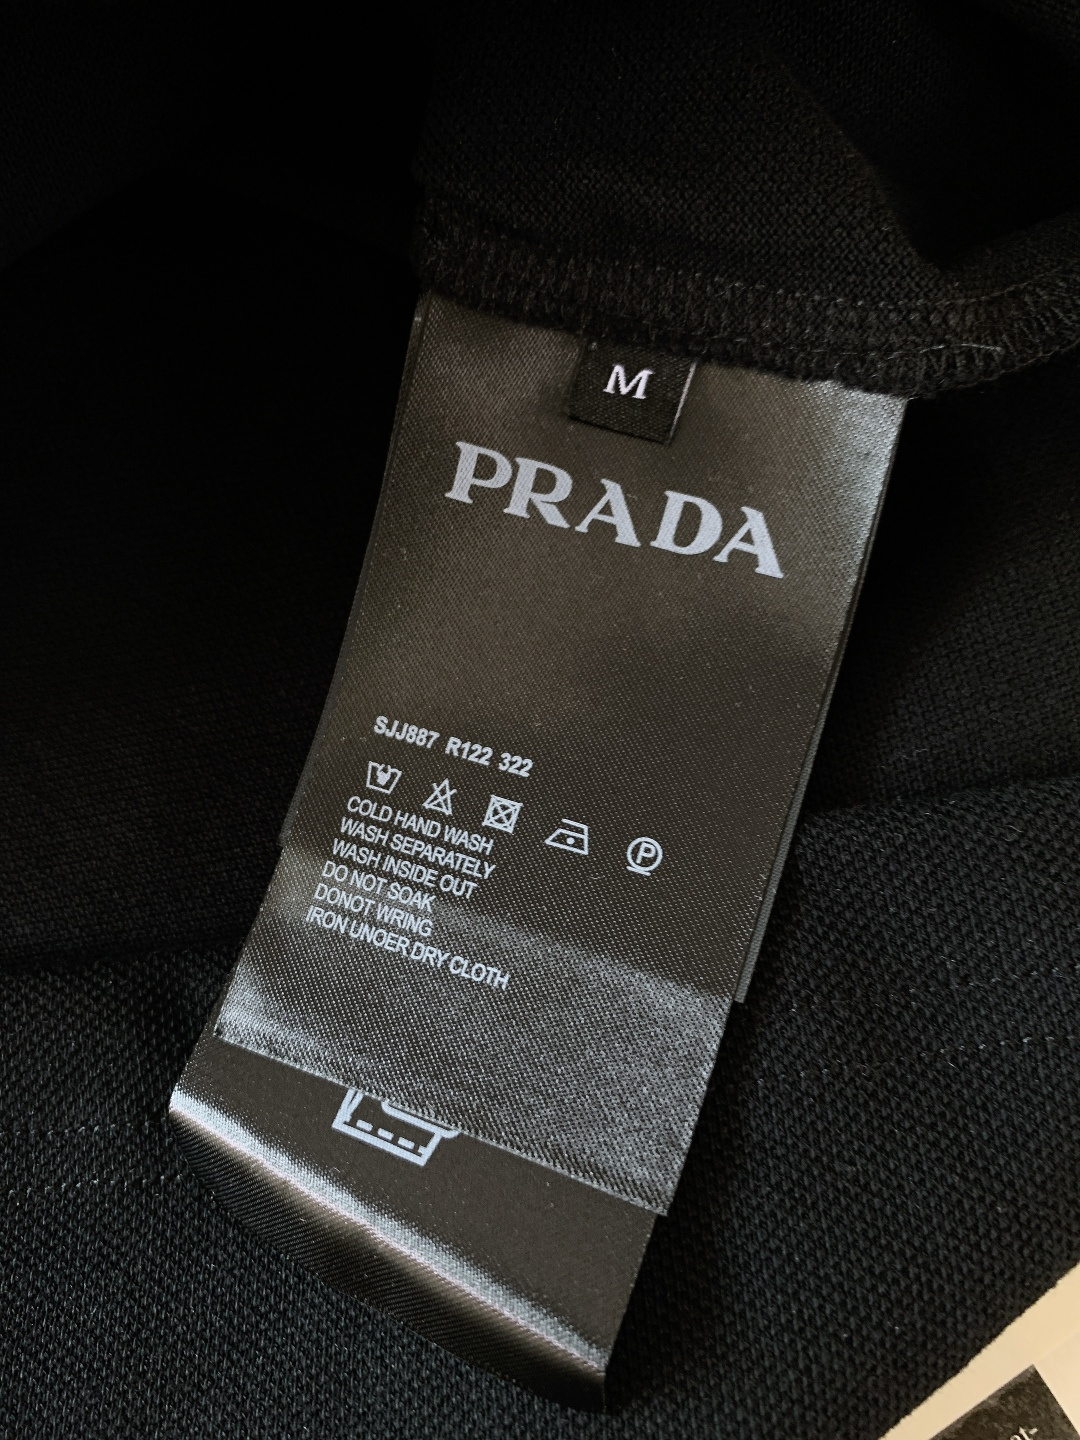 M
PRADA
SJJ887 R122 322
P
COLD HAND WASH
WASH SEPARATELY
WASH INSIDE OUT
DO NOT SOAK
DONOT WRING
IRON UNOER DRY CLOTH